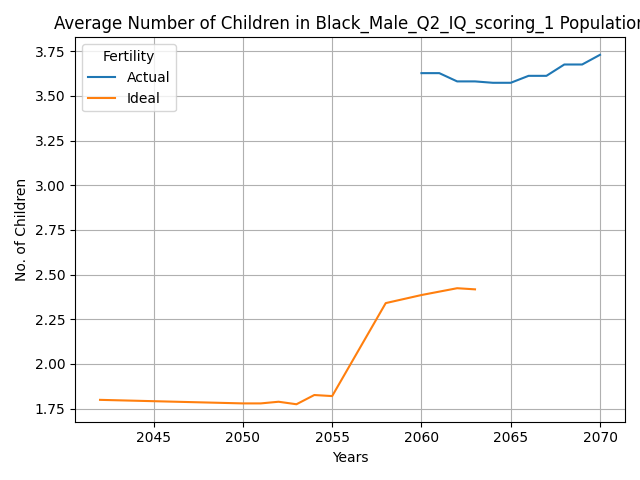 Average Number of Children in Black_Male_Q2_IQ_scoring_1 Population
Fertility
Actual
Ideal
3.75
3.50
3.25
3.00
2.75
2.50
2.25
2.00
1.75
No. of Children
2045 2050 2055 2060 2065 2070
Years